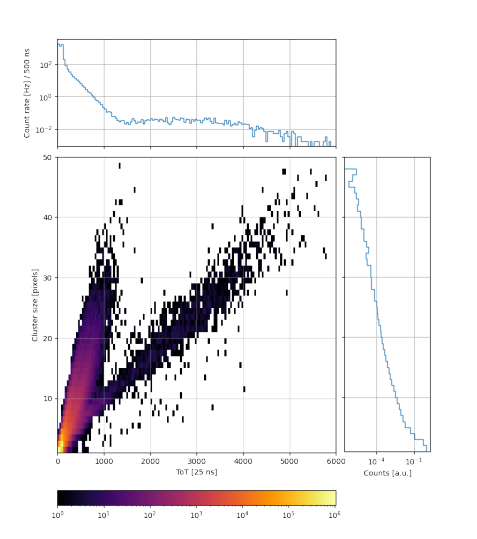 Count rate [Hz] / 500 ns
10²
10⁰
10⁻²
50
40
30
20
10
Cluster size [pixels]
0 1000 2000 3000 4000 5000 6000
ToT [25 ns]
10⁻⁴ 10⁻¹
Counts [a.u.]
10⁰ 10¹ 10² 10³ 10⁴ 10⁵ 10⁶